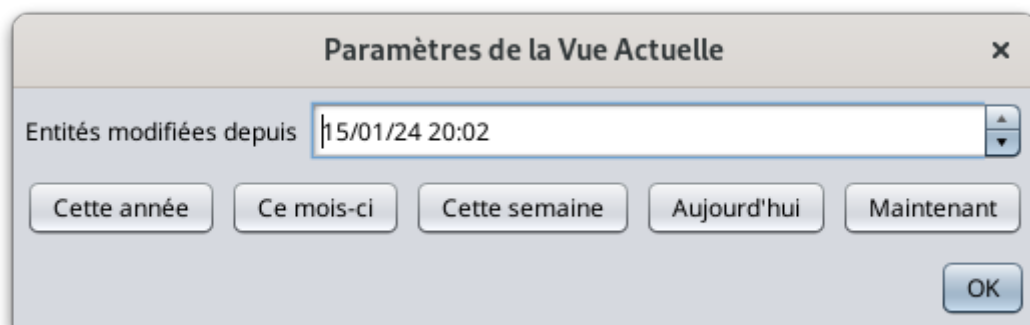 Paramètres de la Vue Actuelle
Entités modifiées depuis 15/01/24 20:02
Cette année Ce mois-ci Cette semaine Aujourd'hui Maintenant
OK